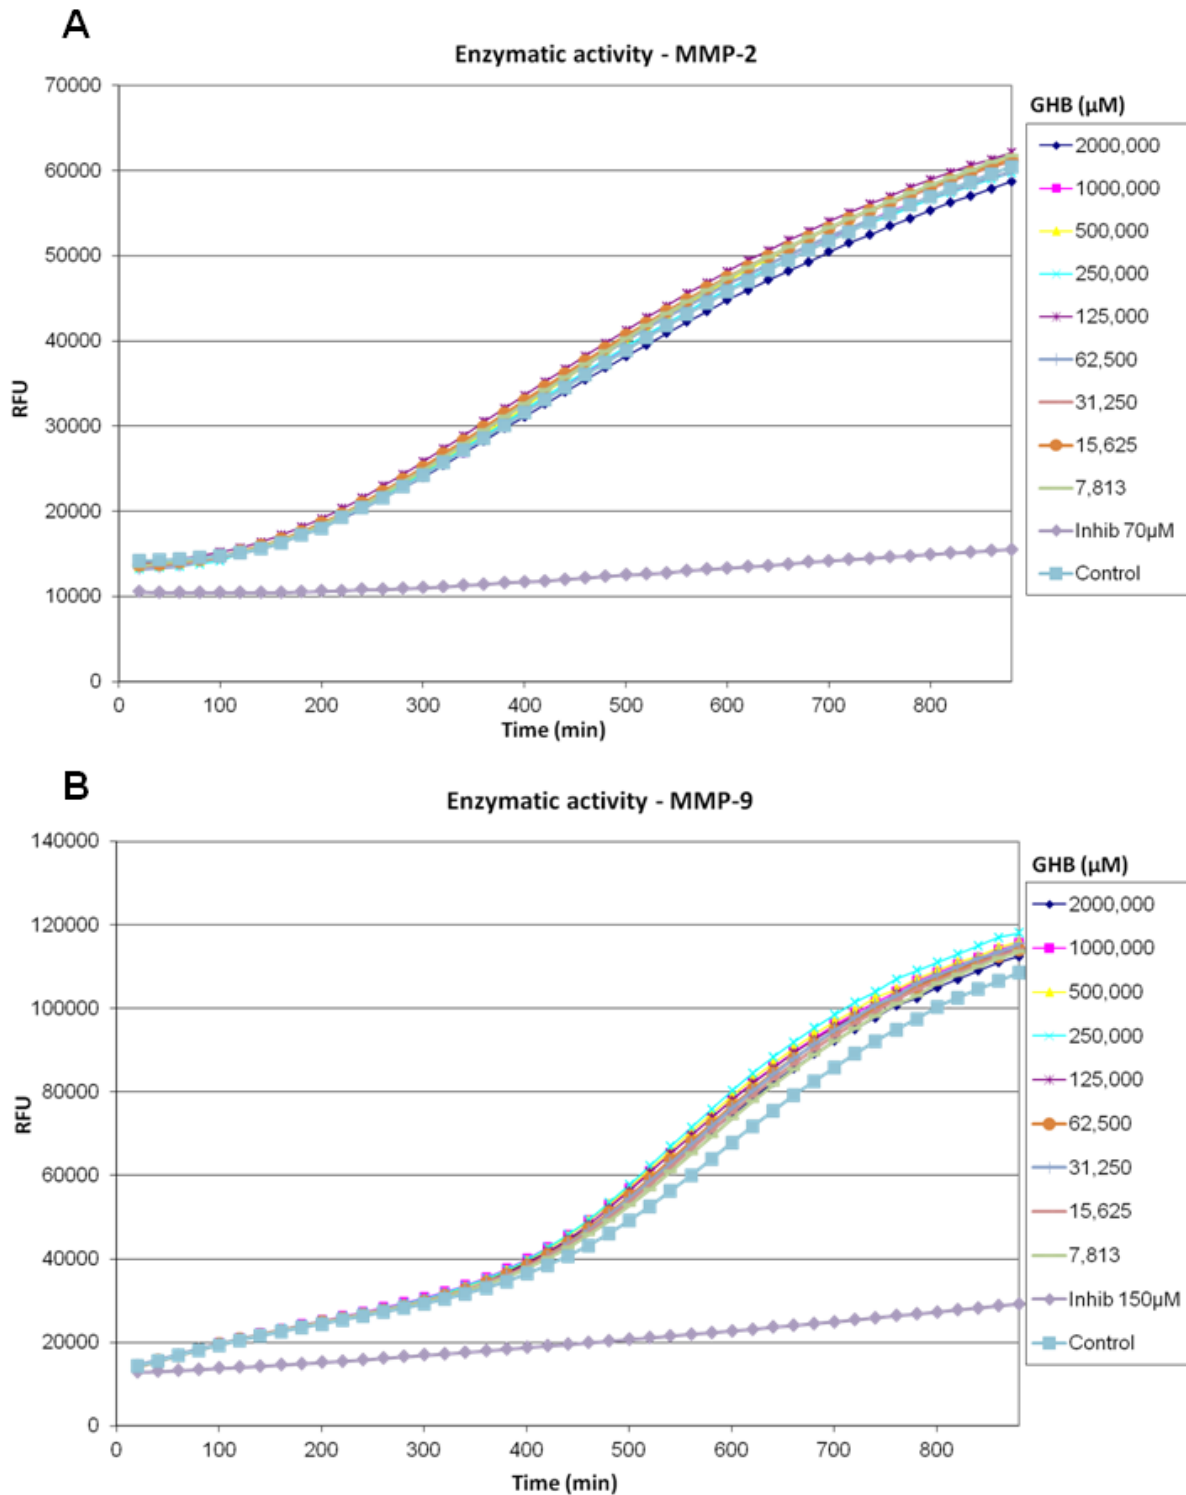 A
Enzymatic activity - MMP-2
70000
60000
50000
40000
30000
20000
10000
0
RFU
0 100 200 300 400 500 600 700 800
Time (min)
GHB (µM)
2000,000
1000,000
500,000
250,000
125,000
62,500
31,250
15,625
7,813
Inhib 70µM
Control
B
Enzymatic activity - MMP-9
140000
120000
100000
80000
60000
40000
20000
0
RFU
0 100 200 300 400 500 600 700 800
Time (min)
GHB (µM)
2000,000
1000,000
500,000
250,000
125,000
62,500
31,250
15,625
7,813
Inhib 150µM
Control